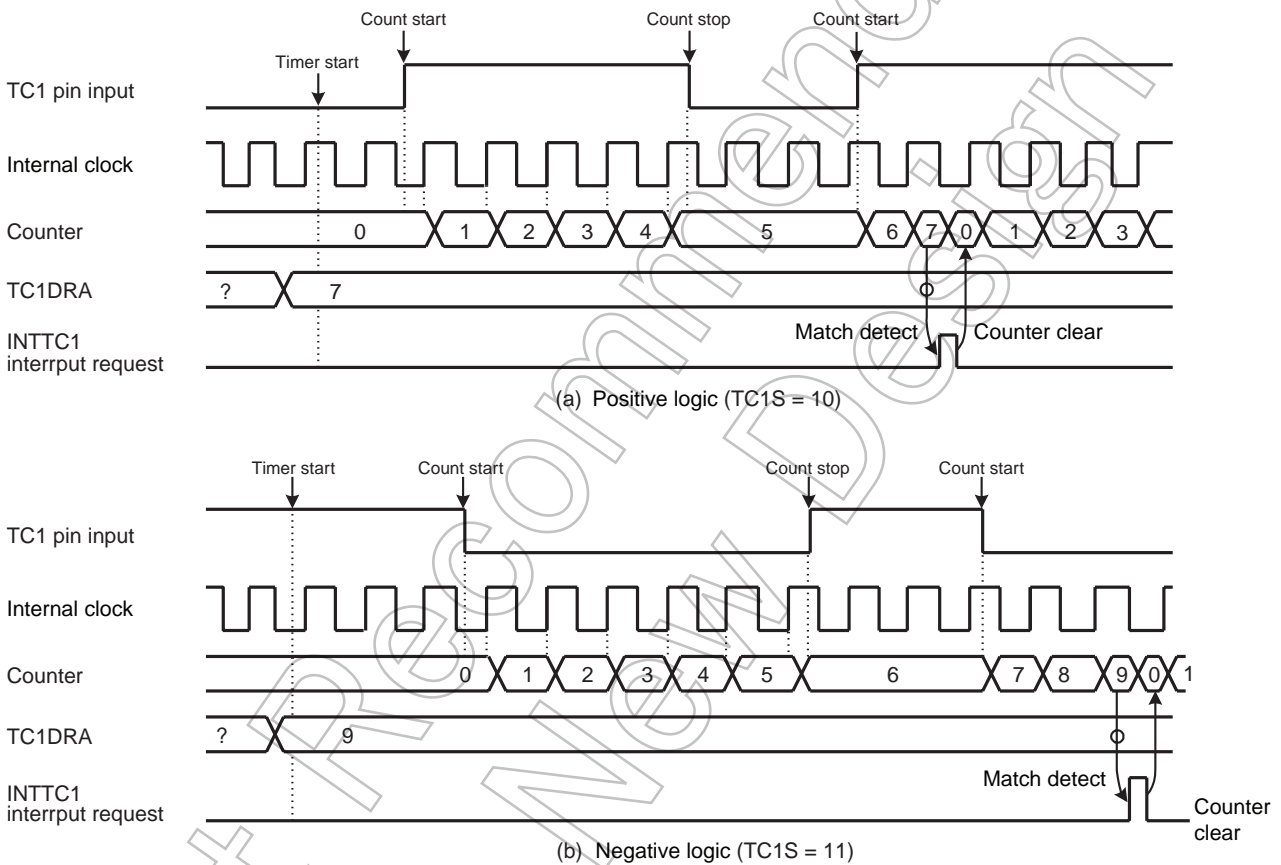 Count start Count stop Count start
Timer start
TC1 pin input
Internal clock
Counter 0 1 2 3 4 5 6 7 0 1 2 3
TC1DRA ? 7
Match detect Counter clear
INTTC1
interrput request
(a) Positive logic (TC1S = 10)
Timer start Count start Count stop Count start
TC1 pin input
Internal clock
Counter 0 1 2 3 4 5 6 7 8 9 0 1
TC1DRA ? 9
Match detect
INTTC1
interrput request
Counter
clear
(b) Negative logic (TC1S = 11)
Recommen
New Design